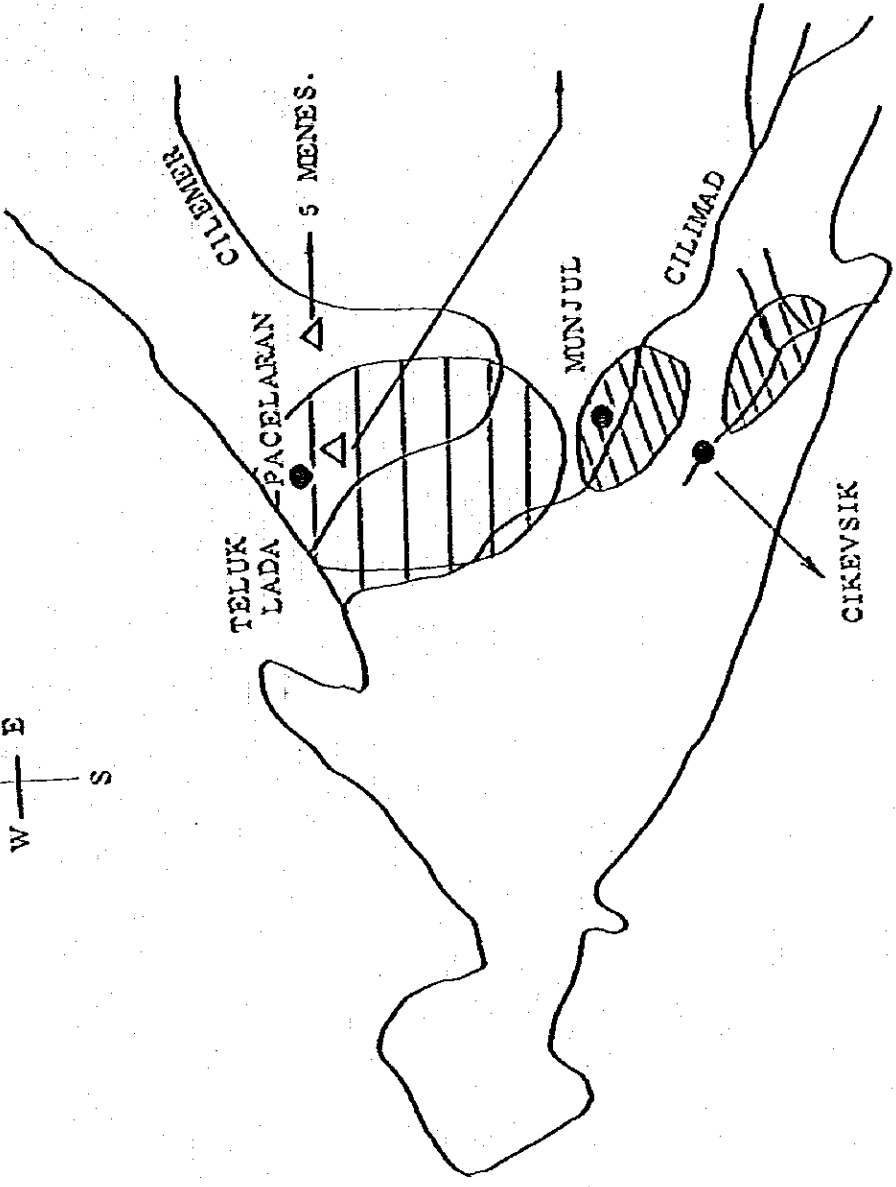 W E
S
TELUK
LADA
PACELARAN
CILEMER
5 MENES.
MUNJUL
CILIMAD
CIKEVSIK